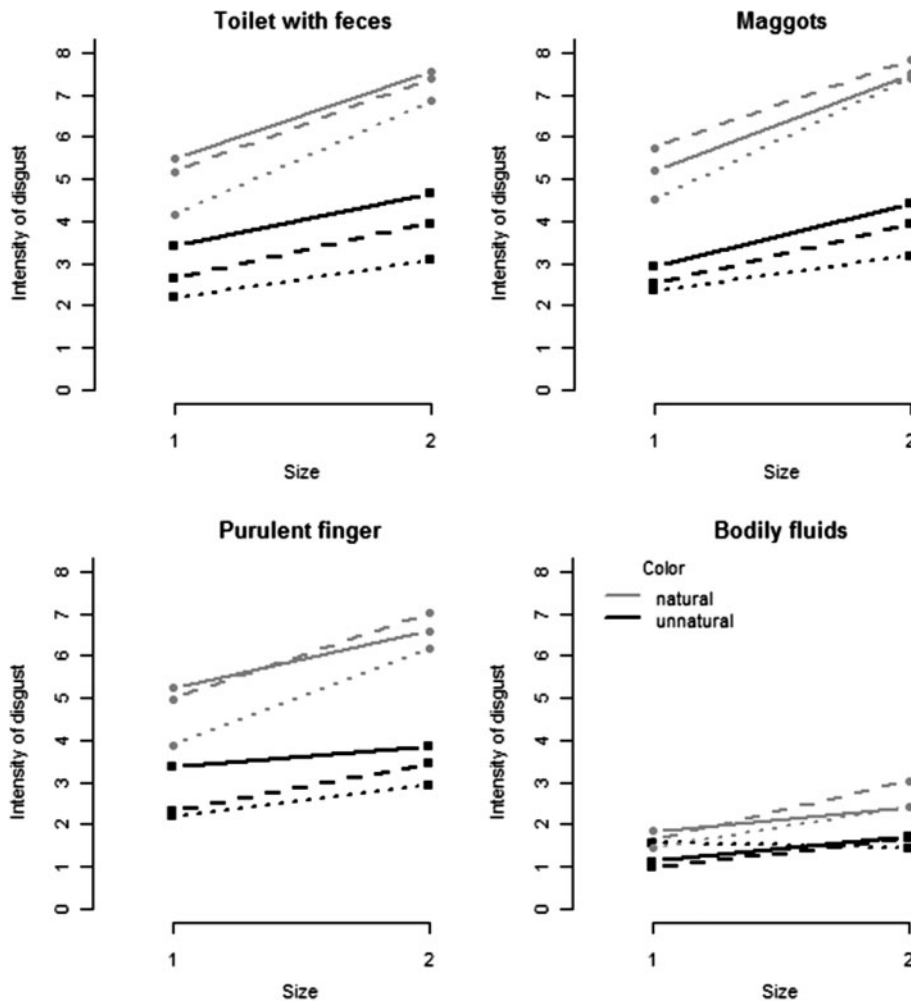 Toilet with feces
Intensity of disgust
0 1 2 3 4 5 6 7 8
1 2
Size
Maggots
Intensity of disgust
0 1 2 3 4 5 6 7 8
1 2
Size
Purulent finger
Intensity of disgust
0 1 2 3 4 5 6 7 8
1 2
Size
Bodily fluids
Color
natural
unnatural
Intensity of disgust
0 1 2 3 4 5 6 7 8
1 2
Size